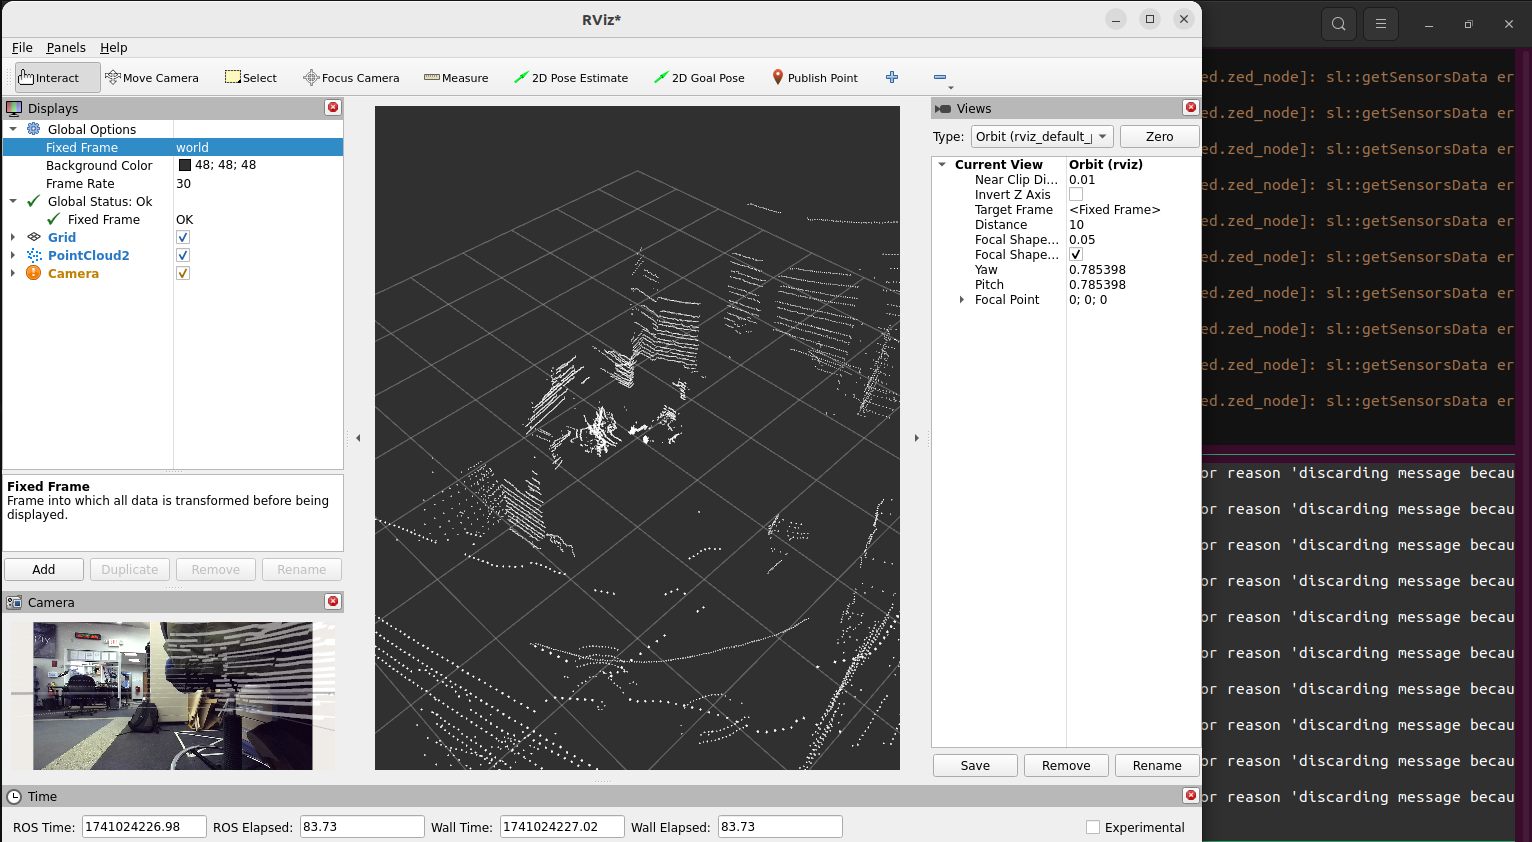 RViz*
File Panels Help
Interact Move Camera Select Focus Camera Measure 2D Pose Estimate 2D Goal Pose Publish Point
Displays
Global Options
Fixed Frame world
Background Color 48; 48; 48
Frame Rate 30
Global Status: Ok
Fixed Frame OK
Grid
PointCloud2
Camera
Fixed Frame
Frame into which all data is transformed before being
displayed.
Add Duplicate Remove Rename
Camera
Views
Type: Orbit (rviz_default_ Zero
Current View Orbit (rviz)
Near Clip Di... 0.01
Invert Z Axis
Target Frame <Fixed Frame>
Distance 10
Focal Shape... 0.05
Focal Shape...
Yaw 0.785398
Pitch 0.785398
Focal Point 0; 0; 0
Save Remove Rename
Time
ROS Time: 1741024226.98 ROS Elapsed: 83.73 Wall Time: 1741024227.02 Wall Elapsed: 83.73 Experimental
ed.zed_node]: sl::getSensorsData er
ed.zed_node]: sl::getSensorsData er
ed.zed_node]: sl::getSensorsData er
ed.zed_node]: sl::getSensorsData er
ed.zed_node]: sl::getSensorsData er
ed.zed_node]: sl::getSensorsData er
ed.zed_node]: sl::getSensorsData er
ed.zed_node]: sl::getSensorsData er
ed.zed_node]: sl::getSensorsData er
ed.zed_node]: sl::getSensorsData er
or reason 'discarding message becau
or reason 'discarding message becau
or reason 'discarding message becau
or reason 'discarding message becau
or reason 'discarding message becau
or reason 'discarding message becau
or reason 'discarding message becau
or reason 'discarding message becau
or reason 'discarding message becau
or reason 'discarding message becau